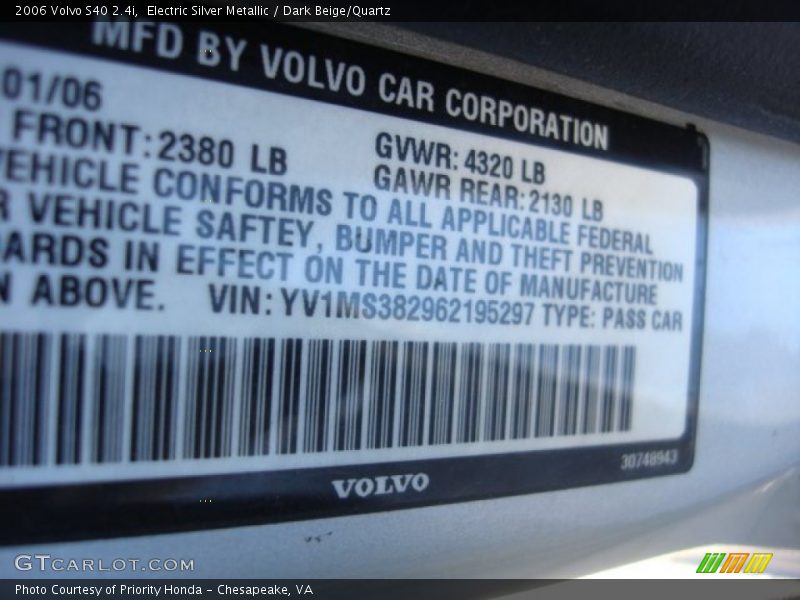 2006 Volvo S40 2.4i,  Electric Silver Metallic / Dark Beige/Quartz
MFD BY VOLVO CAR CORPORATION
01/06
FRONT: 2380 LB
GVWR: 4320 LB
GAWR REAR: 2130 LB
VEHICLE CONFORMS TO ALL APPLICABLE FEDERAL
R VEHICLE SAFTEY, BUMPER AND THEFT PREVENTION
ARDS IN EFFECT ON THE DATE OF MANUFACTURE
N ABOVE. VIN: YV1MS382962195297 TYPE: PASS CAR
30748943
VOLVO
GTCARLOT.COM
Photo Courtesy of Priority Honda - Chesapeake, VA